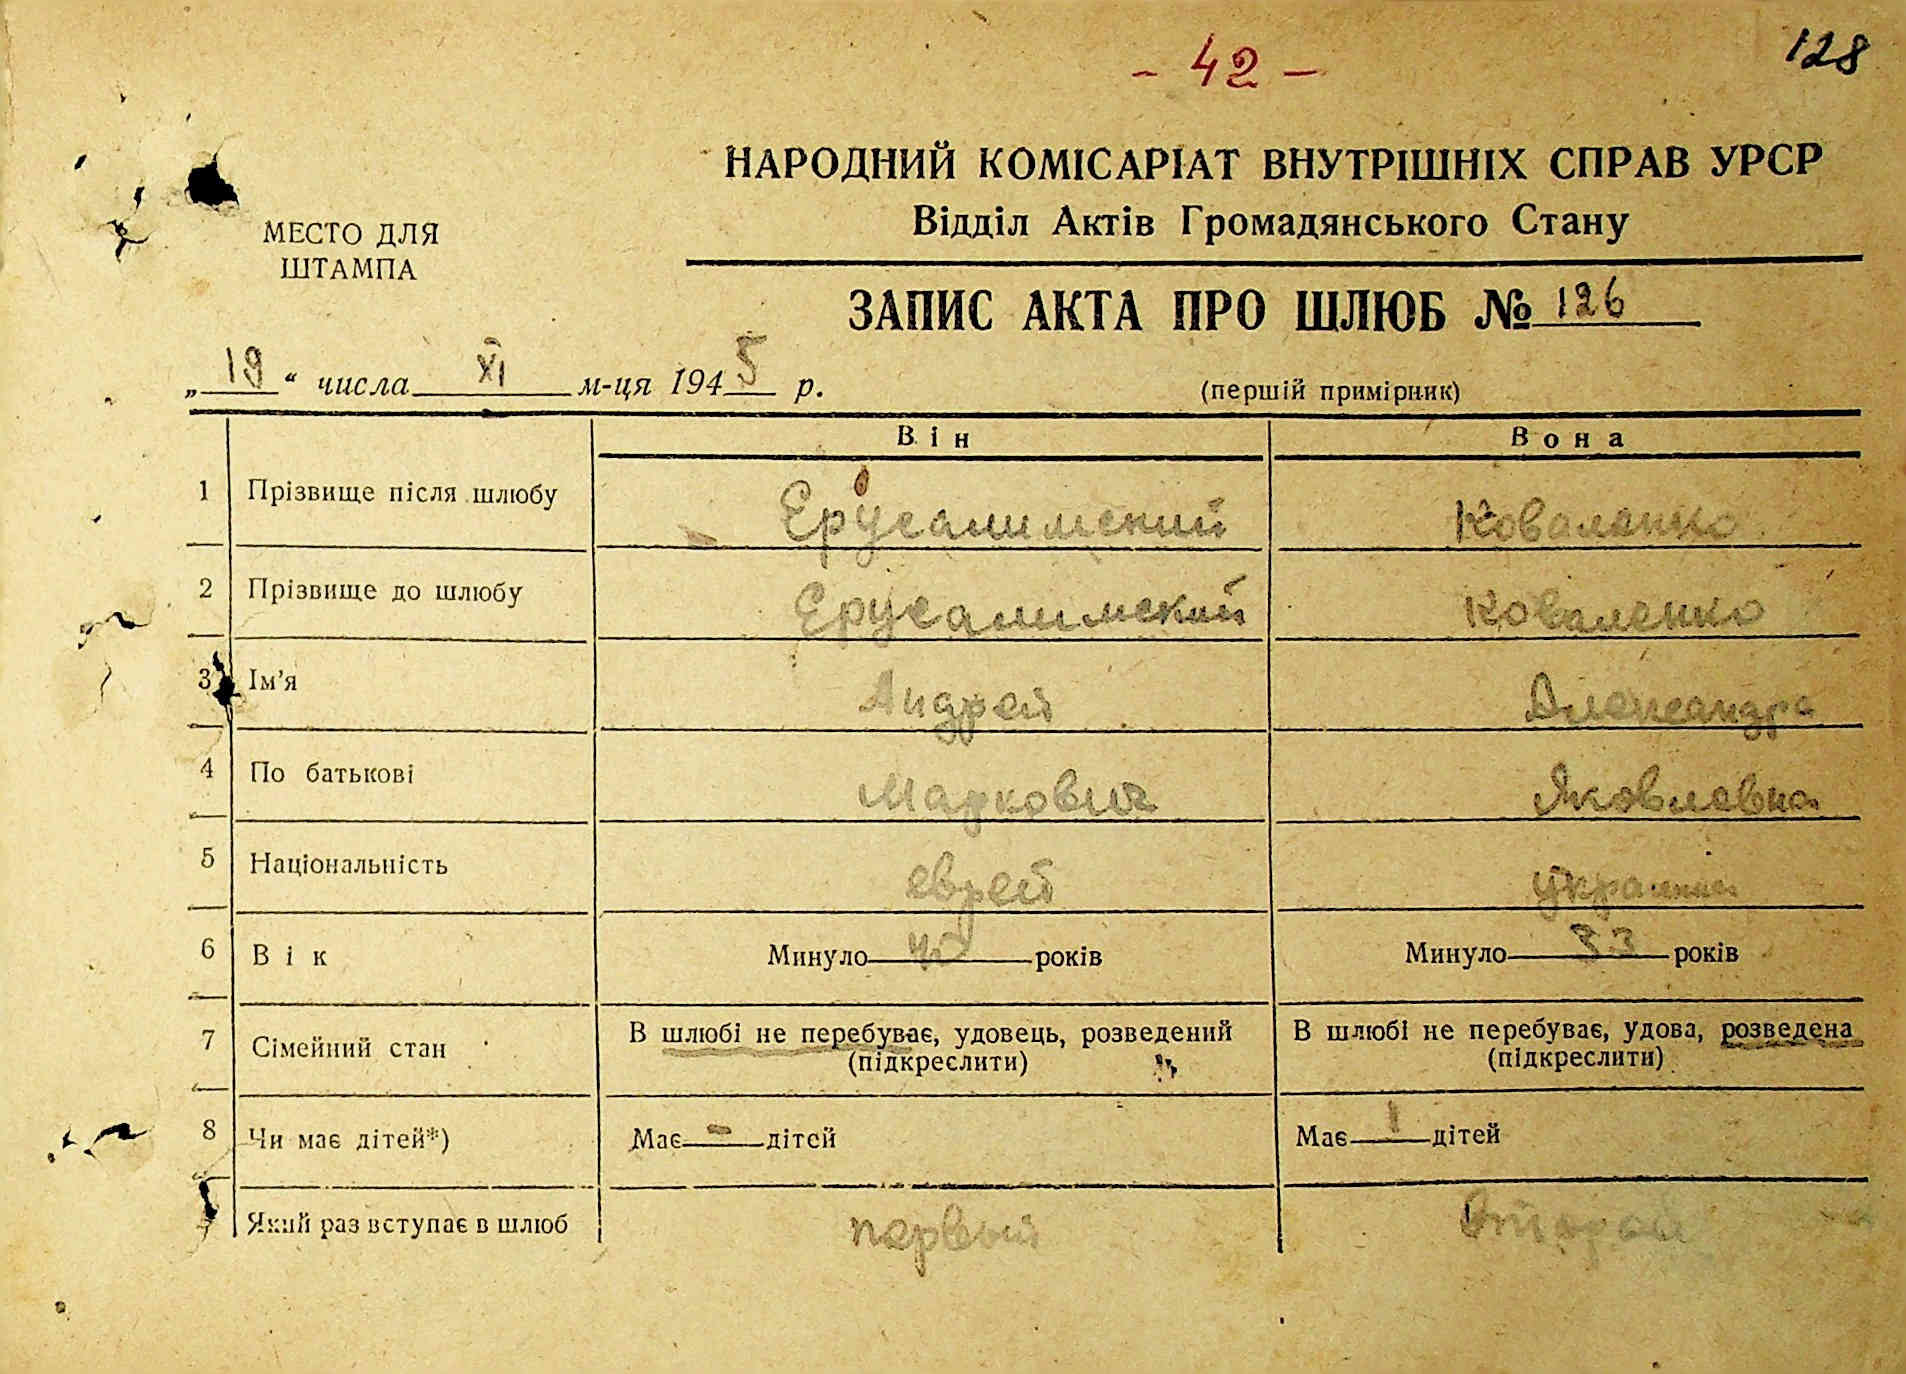 - 42 -
128
НАРОДНИЙ КОМІСАРІАТ ВНУТРІШНІХ СПРАВ УРСР
Відділ Актів Громадянського Стану
МЕСТО ДЛЯ
ШТАМПА
ЗАПИС АКТА ПРО ШЛЮБ № 126
„ 19 “ числа XI м-ця 1945 р.
(першій примірник)
Він Вона
1 Прізвище після шлюбу Ерусалимский Коваленко
2 Прізвище до шлюбу Ерусалимский Коваленко
3 Ім’я Андрей Александра
4 По батькові Маркович Яковлевна
5 Національність еврей
6 Вік Минуло 40 років Минуло 33 років
7 Сімейний стан В шлюбі не перебуває, удовець, розведений В шлюбі не перебуває, удова, розведена
(підкреслити) (підкреслити)
8 Чи має дітей*) Має - дітей Має 1 дітей
Який раз вступає в шлюб первый второй